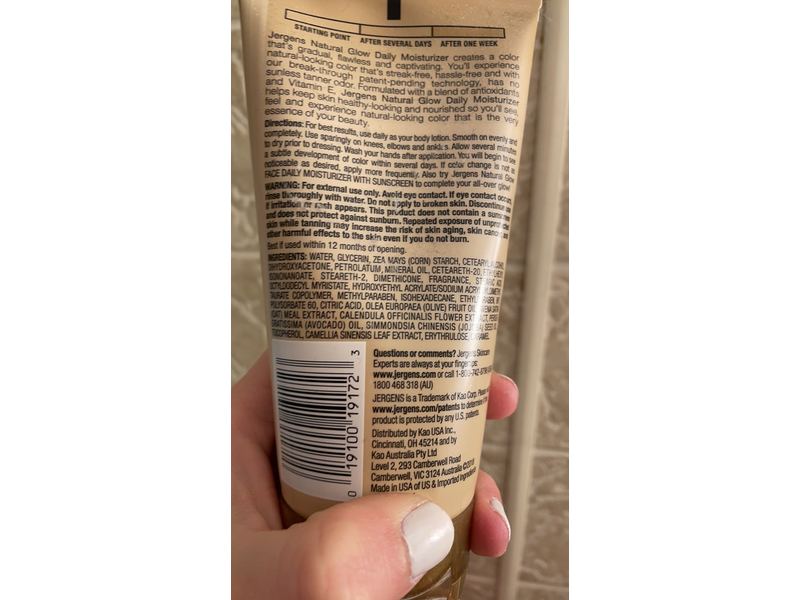 STARTING POINT AFTER SEVERAL DAYS AFTER ONE WEEK
Jergens Natural Glow Daily Moisturizer creates a color
that's gradual, flawless and captivating. You'll experience
natural-looking color that's streak-free, hassle-free and with
our break-through patent-pending technology, has no
sunless tanner odor. Formulated with a blend of antioxidants
and Vitamin E, Jergens Natural Glow Daily Moisturizer
helps keep skin healthy-looking and nourished so you'll see,
feel and experience natural-looking color that is the very
essence of your beauty.
Directions: For best results, use daily as your body lotion. Smooth on evenly and
completely. Use sparingly on knees, elbows and ankles. Allow several minutes
to dry prior to dressing. Wash your hands after application. You will begin to see
a subtle development of color within several days. If color change is not as
noticeable as desired, apply more frequently. Also try Jergens Natural Glow
FACE DAILY MOISTURIZER WITH SUNSCREEN to complete your all-over glow!
WARNING: For external use only. Avoid eye contact. If eye contact occurs,
rinse thoroughly with water. Do not apply to broken skin. Discontinue use
if irritation or rash appears. This product does not contain a sunscreen
and does not protect against sunburn. Repeated exposure of unprotected
skin while tanning may increase the risk of skin aging, skin cancer and
other harmful effects to the skin even if you do not burn.
Best if used within 12 months of opening.
INGREDIENTS: WATER, GLYCERIN, ZEA MAYS (CORN) STARCH, CETEARYL ALCOHOL,
DIHYDROXYACETONE, PETROLATUM, MINERAL OIL, CETEARETH-20, ETHYLHEXYL
ISONONANOATE, STEARETH-2, DIMETHICONE, FRAGRANCE, STEARIC ACID,
OCTYLDODECYL MYRISTATE, HYDROXYETHYL ACRYLATE/SODIUM ACRYLOYLDIMETHYL
TAURATE COPOLYMER, METHYLPARABEN, ISOHEXADECANE, ETHYLPARABEN,
POLYSORBATE 60, CITRIC ACID, OLEA EUROPAEA (OLIVE) FRUIT OIL, AVENA SATIVA
(OAT) MEAL EXTRACT, CALENDULA OFFICINALIS FLOWER EXTRACT, PERSEA
GRATISSIMA (AVOCADO) OIL, SIMMONDSIA CHINENSIS (JOJOBA) SEED OIL,
TOCOPHEROL, CAMELLIA SINENSIS LEAF EXTRACT, ERYTHRULOSE, CARAMEL.
0 19100 19172 3
Questions or comments? Jergens Skincare
Experts are always at your fingertips:
www.jergens.com or call
1800 468 318 (AU)
JERGENS is a Trademark of Kao Corp. Please
www.jergens.com/patents to determine if the
product is protected by any U.S. patents.
Distributed by Kao USA Inc.,
Cincinnati, OH 45214 and by
Kao Australia Pty Ltd
Level 2, 293 Camberwell Road
Camberwell, VIC 3124 Australia
Made in USA of US & Imported Ingredients